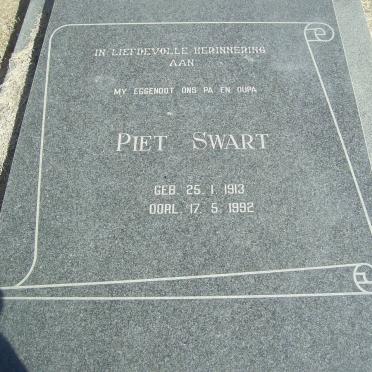 IN LIEFDEVOLLE HERINNERING
AAN
MY EGGENOOT ONS PA EN OUPA
PIET SWART
GEB. 25. 1. 1913
OORL. 17. 5. 1992